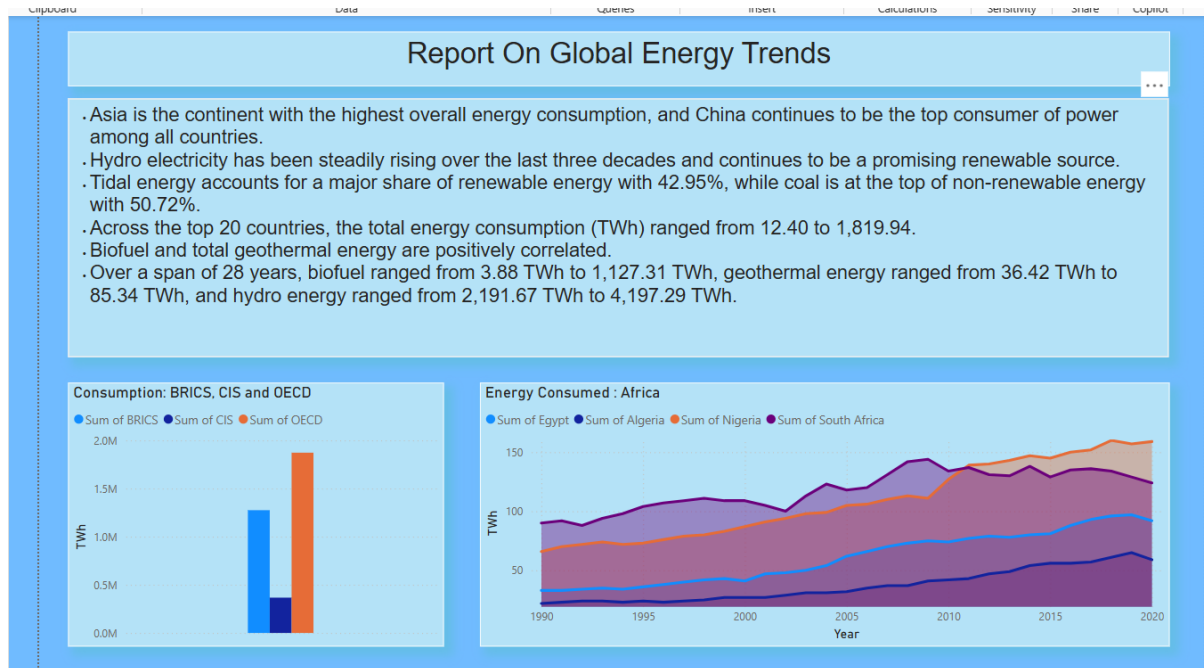 Clipboard Data Queries Insert Calculations Sensitivity Share Copilot
Report On Global Energy Trends
...
• Asia is the continent with the highest overall energy consumption, and China continues to be the top consumer of power
among all countries.
• Hydro electricity has been steadily rising over the last three decades and continues to be a promising renewable source.
• Tidal energy accounts for a major share of renewable energy with 42.95%, while coal is at the top of non-renewable energy
with 50.72%.
• Across the top 20 countries, the total energy consumption (TWh) ranged from 12.40 to 1,819.94.
• Biofuel and total geothermal energy are positively correlated.
• Over a span of 28 years, biofuel ranged from 3.88 TWh to 1,127.31 TWh, geothermal energy ranged from 36.42 TWh to
85.34 TWh, and hydro energy ranged from 2,191.67 TWh to 4,197.29 TWh.
Consumption: BRICS, CIS and OECD
Sum of BRICS Sum of CIS Sum of OECD
2.0M
1.5M
1.0M
0.5M
0.0M
TWh
Energy Consumed : Africa
Sum of Egypt Sum of Algeria Sum of Nigeria Sum of South Africa
150
100
50
TWh
1990 1995 2000 2005 2010 2015 2020
Year